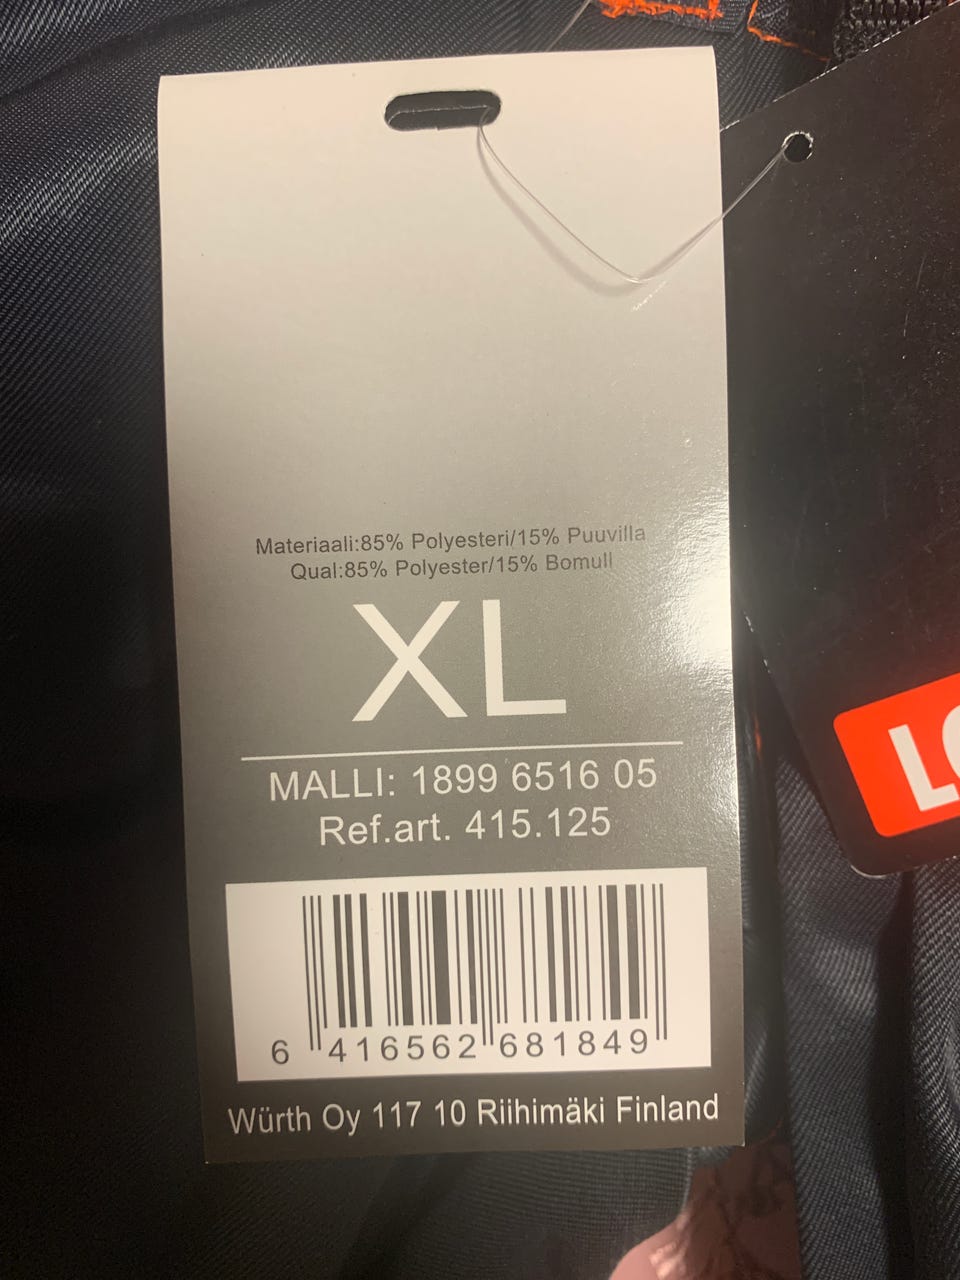 Materiaali:85% Polyesteri/15% Puuvilla
Qual:85% Polyester/15% Bomull
XL
MALLI: 1899 6516 05
Ref.art. 415.125
6 416562 681849
Würth Oy 117 10 Riihimäki Finland